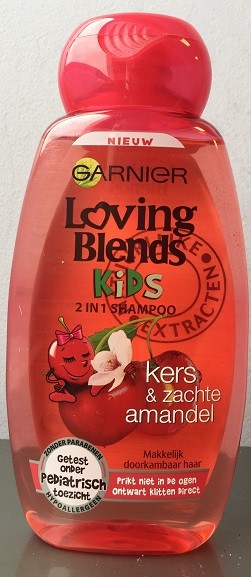 NIEUW
GARNIER
Loving
Blends
KiDS
2 IN 1 SHAMPOO
EXTRACTEN
kers
& zachte
amandel
Makkelijk
doorkambaar haar
Prikt niet in de ogen
Ontwart klitten direct
ZONDER PARABENEN
Getest
onder
Pediatrisch
toezicht
HYPOALLERGEEN